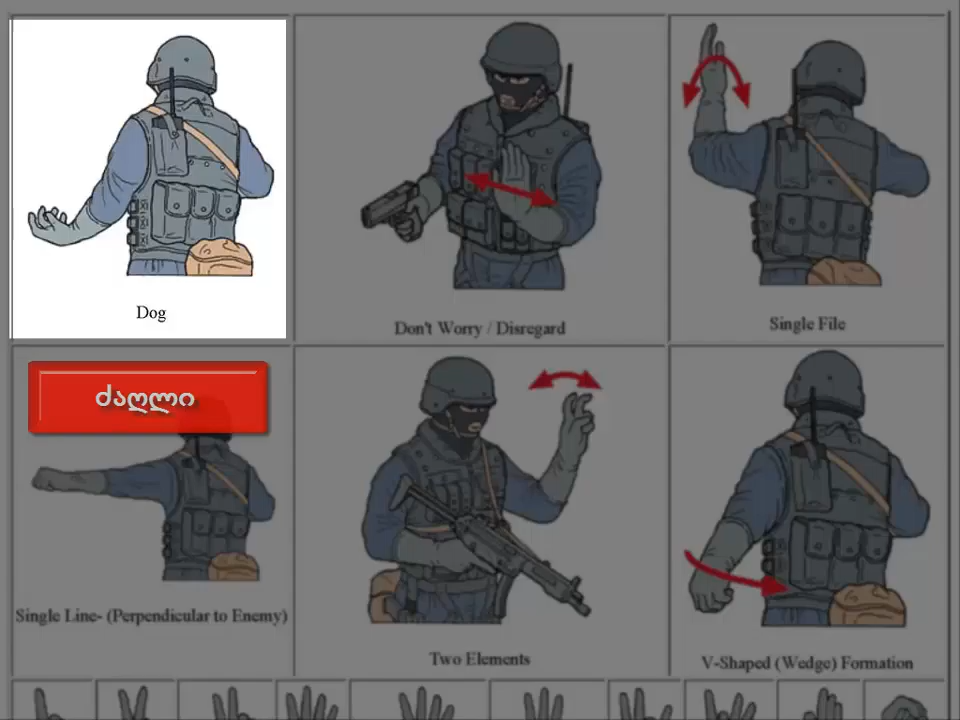 Dog
Don't Worry / Disregard
Single File
ძაღლი
Single Line- (Perpendicular to Enemy)
Two Elements
V-Shaped (Wedge) Formation